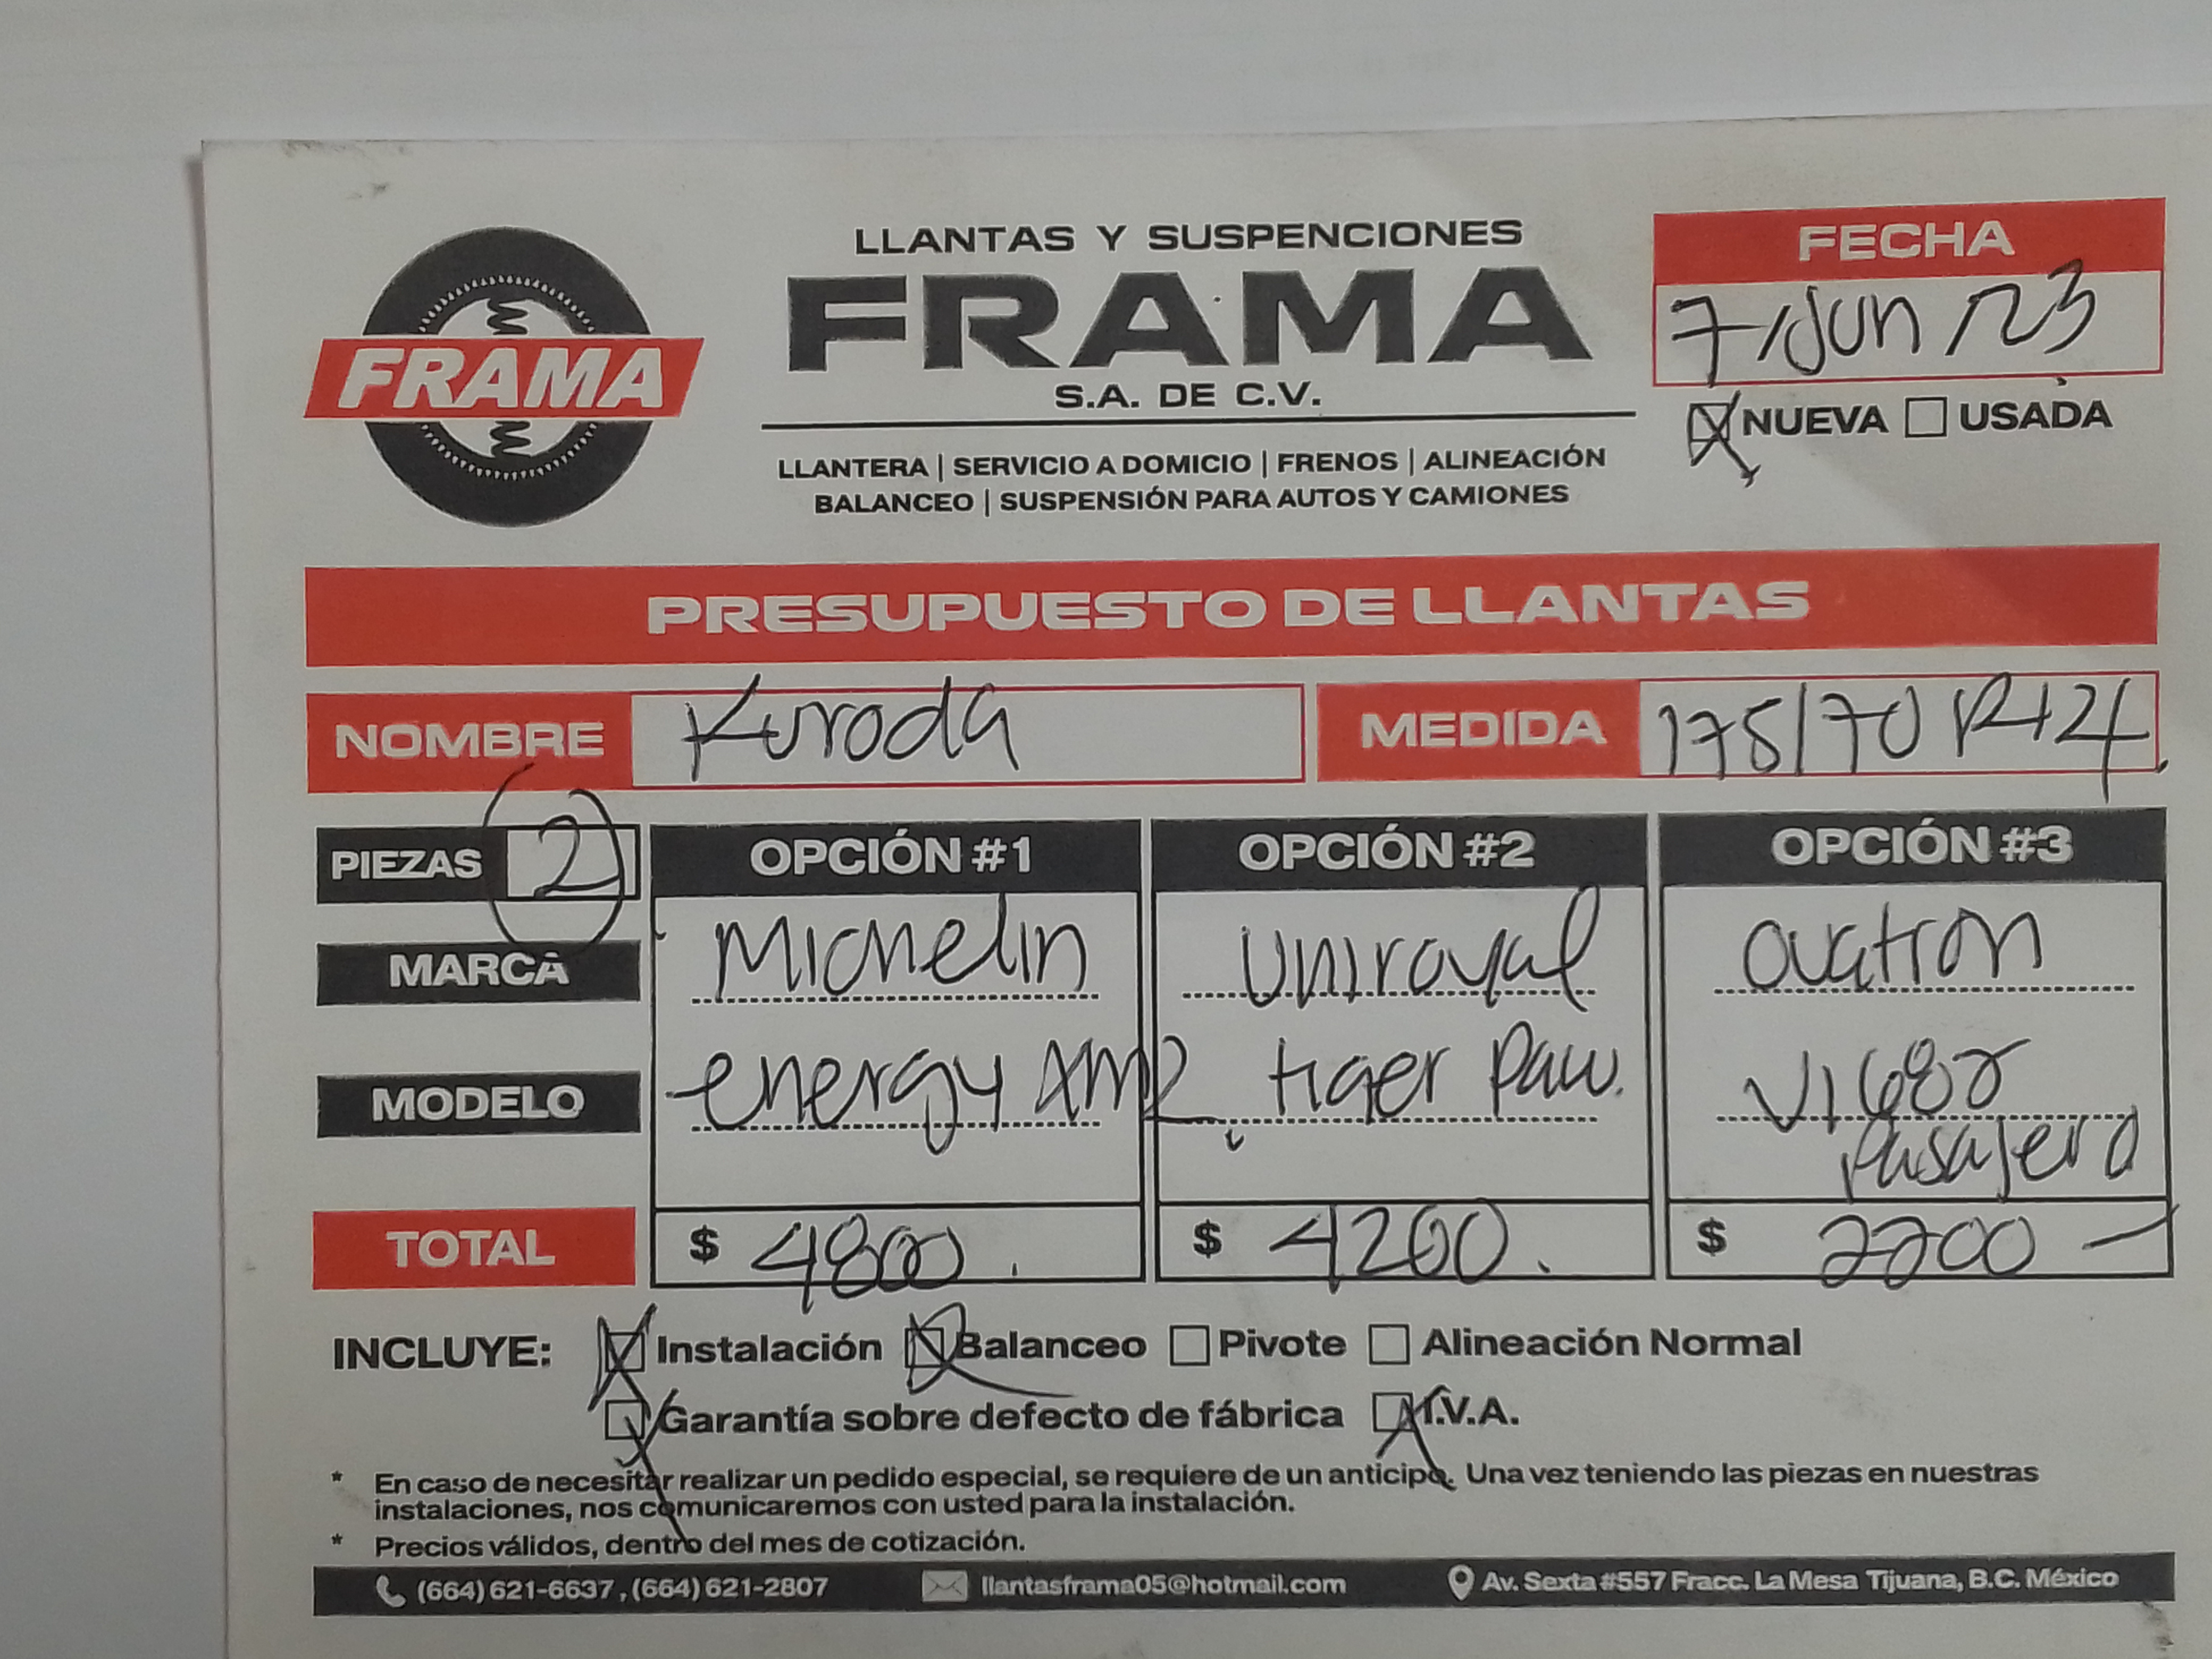 LLANTAS Y SUSPENCIONES
FRAMA
FRAMA
S.A. DE C.V.
LLANTERA | SERVICIO A DOMICIO | FRENOS | ALINEACIÓN
BALANCEO | SUSPENSIÓN PARA AUTOS Y CAMIONES
FECHA
7/Jun/23
NUEVA USADA
PRESUPUESTO DE LLANTAS
NOMBRE Kuroda MEDIDA 175/70 R14
PIEZAS 2 OPCIÓN #1 OPCIÓN #2 OPCIÓN #3
MARCA Michelin Uniroyal Ovation
MODELO energy XM2 tiger paw. VI682
Pasajero
TOTAL $ 4800. $ 4200. $ 2200
INCLUYE: Instalación Balanceo Pivote Alineación Normal
Garantía sobre defecto de fábrica I.V.A.
* En caso de necesitar realizar un pedido especial, se requiere de un anticipo. Una vez teniendo las piezas en nuestras
instalaciones, nos comunicaremos con usted para la instalación.
* Precios válidos, dentro del mes de cotización.
(664) 621-6637, (664) 621-2807 llantasframa05@hotmail.com Av. Sexta #557 Fracc. La Mesa Tijuana, B.C. México